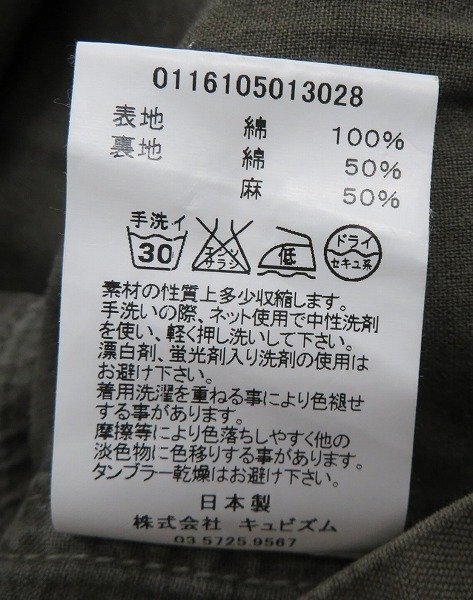 0116105013028
表地 綿 100%
裏地 綿 50%
麻 50%
手洗イ
30
エンソ
サラシ
低
ドライ
セキユ系
素材の性質上多少収縮します。
手洗いの際、ネット使用で中性洗剤
を使い、軽く押し洗いして下さい。
漂白剤、蛍光剤入り洗剤の使用は
お避け下さい。
着用洗濯を重ねる事により色褪せ
する事があります。
摩擦等により色落ちしやすく他の
淡色物に色移りする事があります。
タンブラー乾燥はお避け下さい。
日本製
株式会社 キュビズム
03 5725 9567